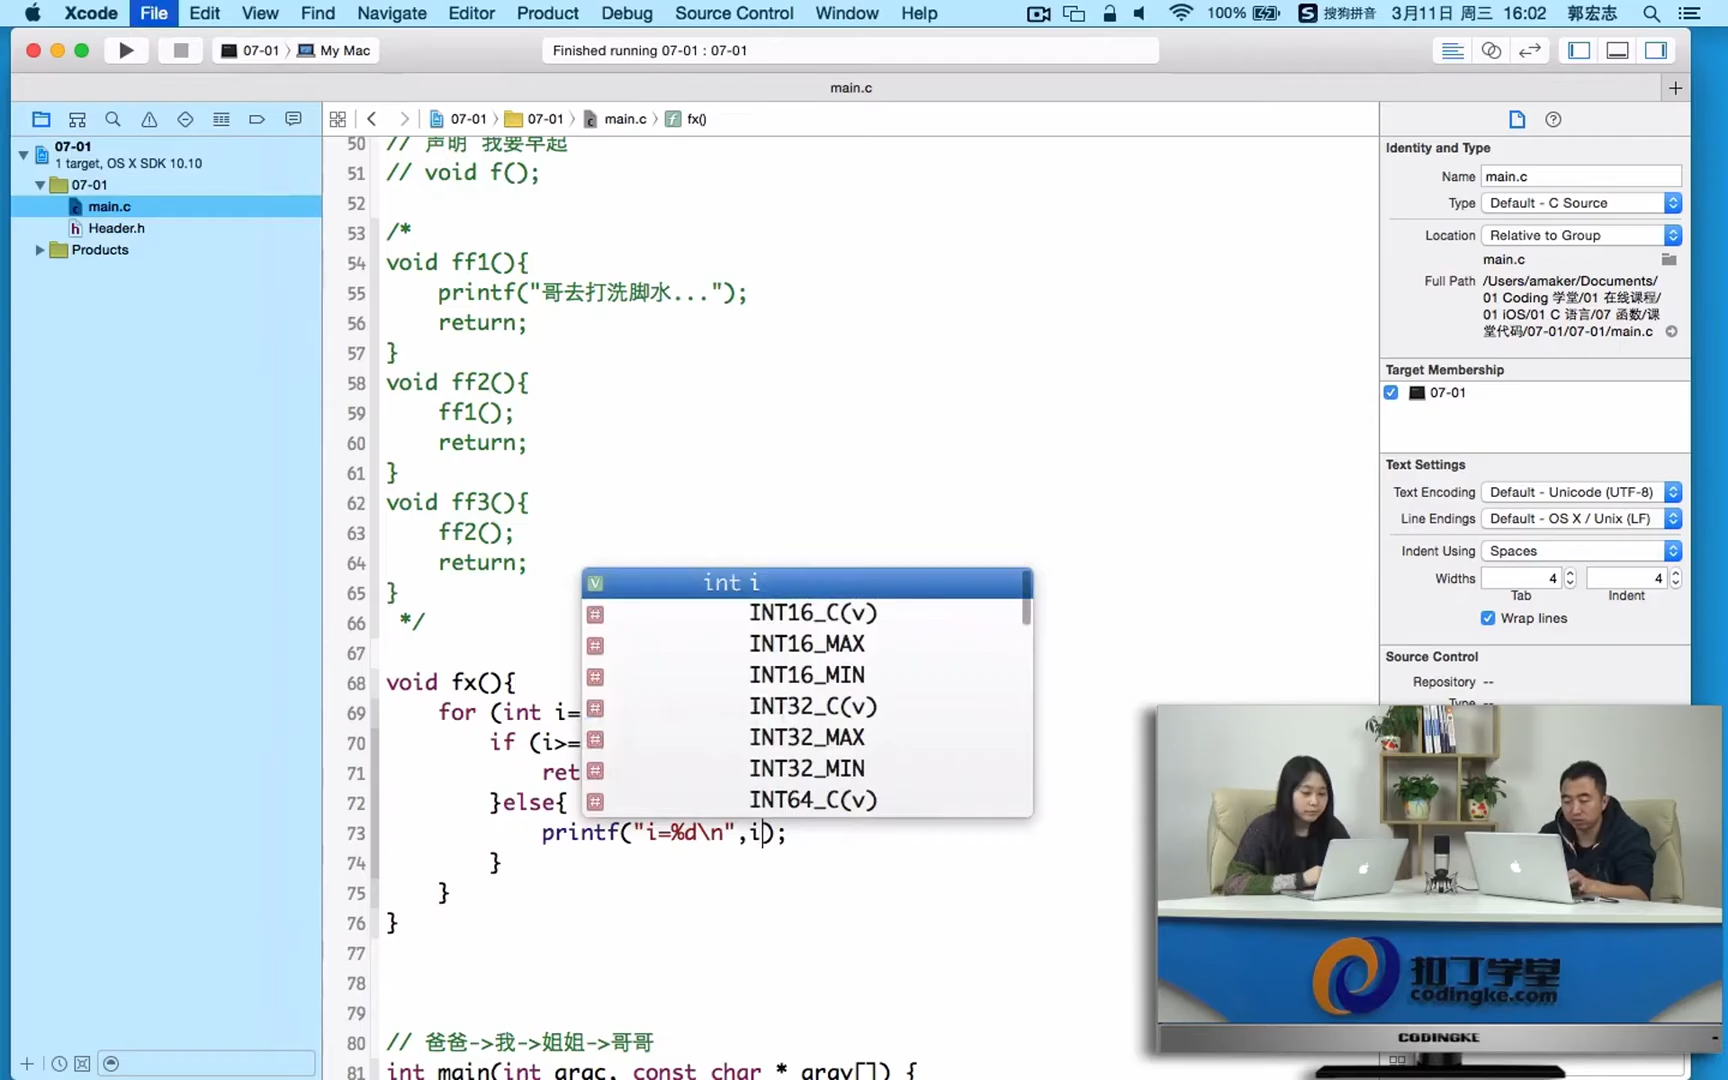 Xcode File Edit View Find Navigate Editor Product Debug Source Control Window Help 100% S 搜狗拼音 3月11日 周三 16:02 郭宏志
07-01 My Mac Finished running 07-01 : 07-01
main.c
07-01 07-01 main.c fx()
07-01
1 target, OS X SDK 10.10
07-01
main.c
Header.h
Products
50 // 声明 我要早起
51 // void f();
52
53 /*
54 void ff1(){
55 printf("哥去打洗脚水...");
56 return;
57 }
58 void ff2(){
59 ff1();
60 return;
61 }
62 void ff3(){
63 ff2();
64 return;
65 }
66 */
67
68 void fx(){
69 for (int i=
70 if (i>=
71 ret
72 }else{
73 printf("i=%d\n",i);
74 }
75 }
76 }
77
78
79
80 // 爸爸->我->姐姐->哥哥
81 int main(int argc, const char * argv[]) {
V int i
# INT16_C(v)
# INT16_MAX
# INT16_MIN
# INT32_C(v)
# INT32_MAX
# INT32_MIN
# INT64_C(v)
Identity and Type
Name main.c
Type Default - C Source
Location Relative to Group
main.c
Full Path /Users/amaker/Documents/
01 Coding 学堂/01 在线课程/
01 iOS/01 C 语言/07 函数/课
堂代码/07-01/07-01/main.c
Target Membership
07-01
Text Settings
Text Encoding Default - Unicode (UTF-8)
Line Endings Default - OS X / Unix (LF)
Indent Using Spaces
Widths 4 4
Tab Indent
Wrap lines
Source Control
Repository --
Type --
扣丁学堂
codingke.com
CODINGKE